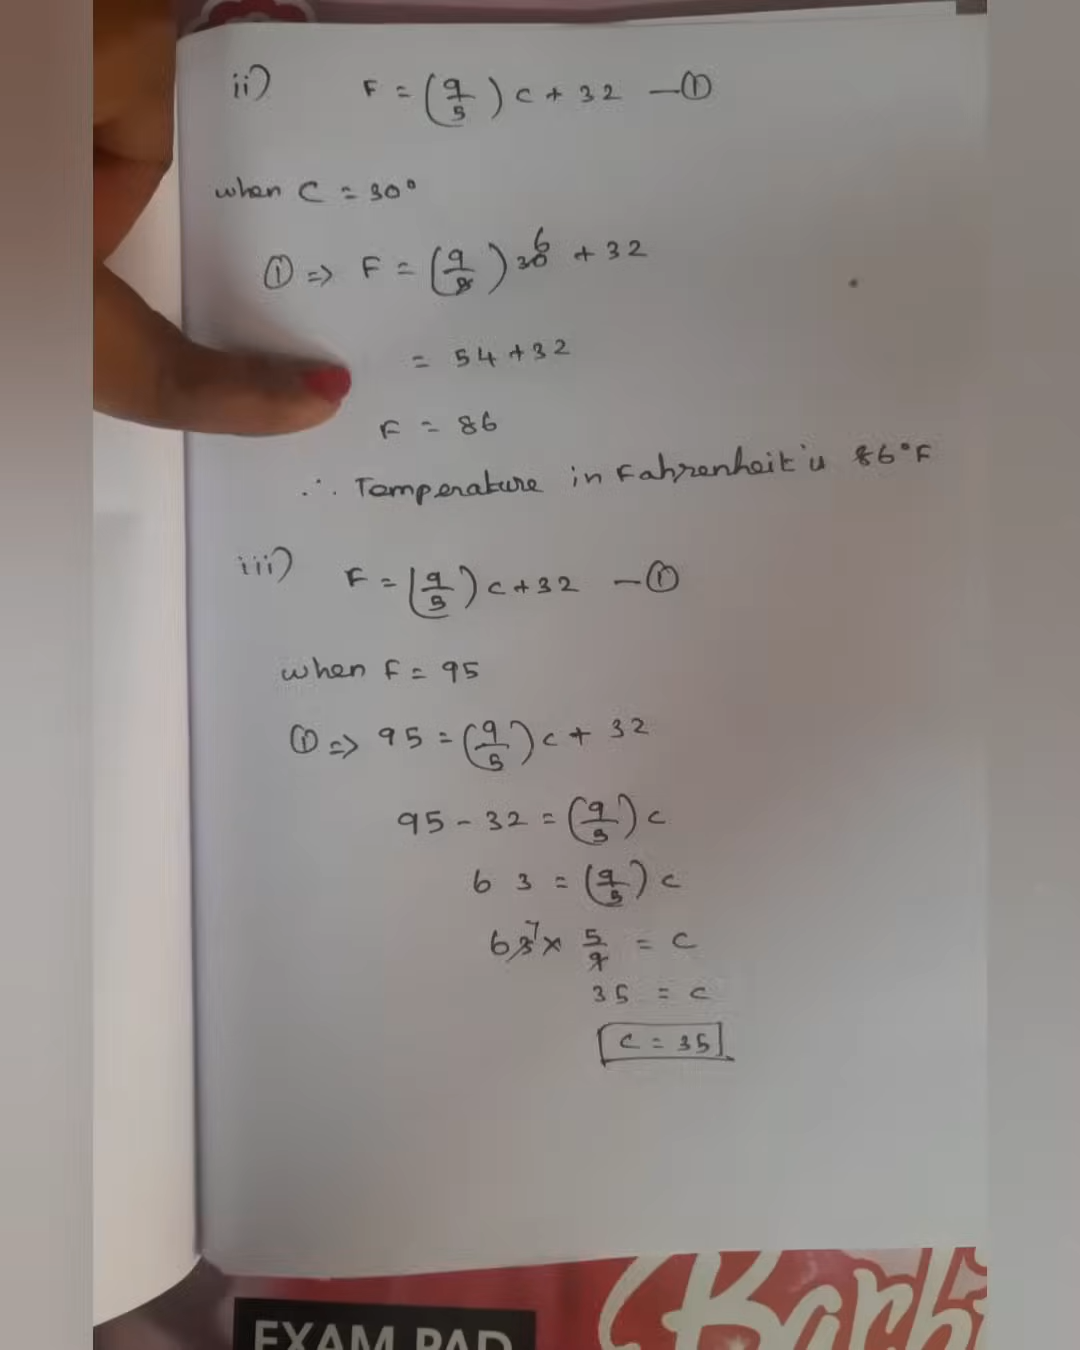 ii) F = (9/5) C + 32 —①
when C = 30°
① => F = (9/5) 30 6 + 32
= 54 + 32
F = 86
∴ Temperature in Fahrenheit is 86°F
iii) F = (9/5) C + 32 —①
when F = 95
① => 95 = (9/5) C + 32
95 - 32 = (9/5) C
63 = (9/5) C
63 7 x 5/9 = C
35 = C
C = 35
EXAM PAD